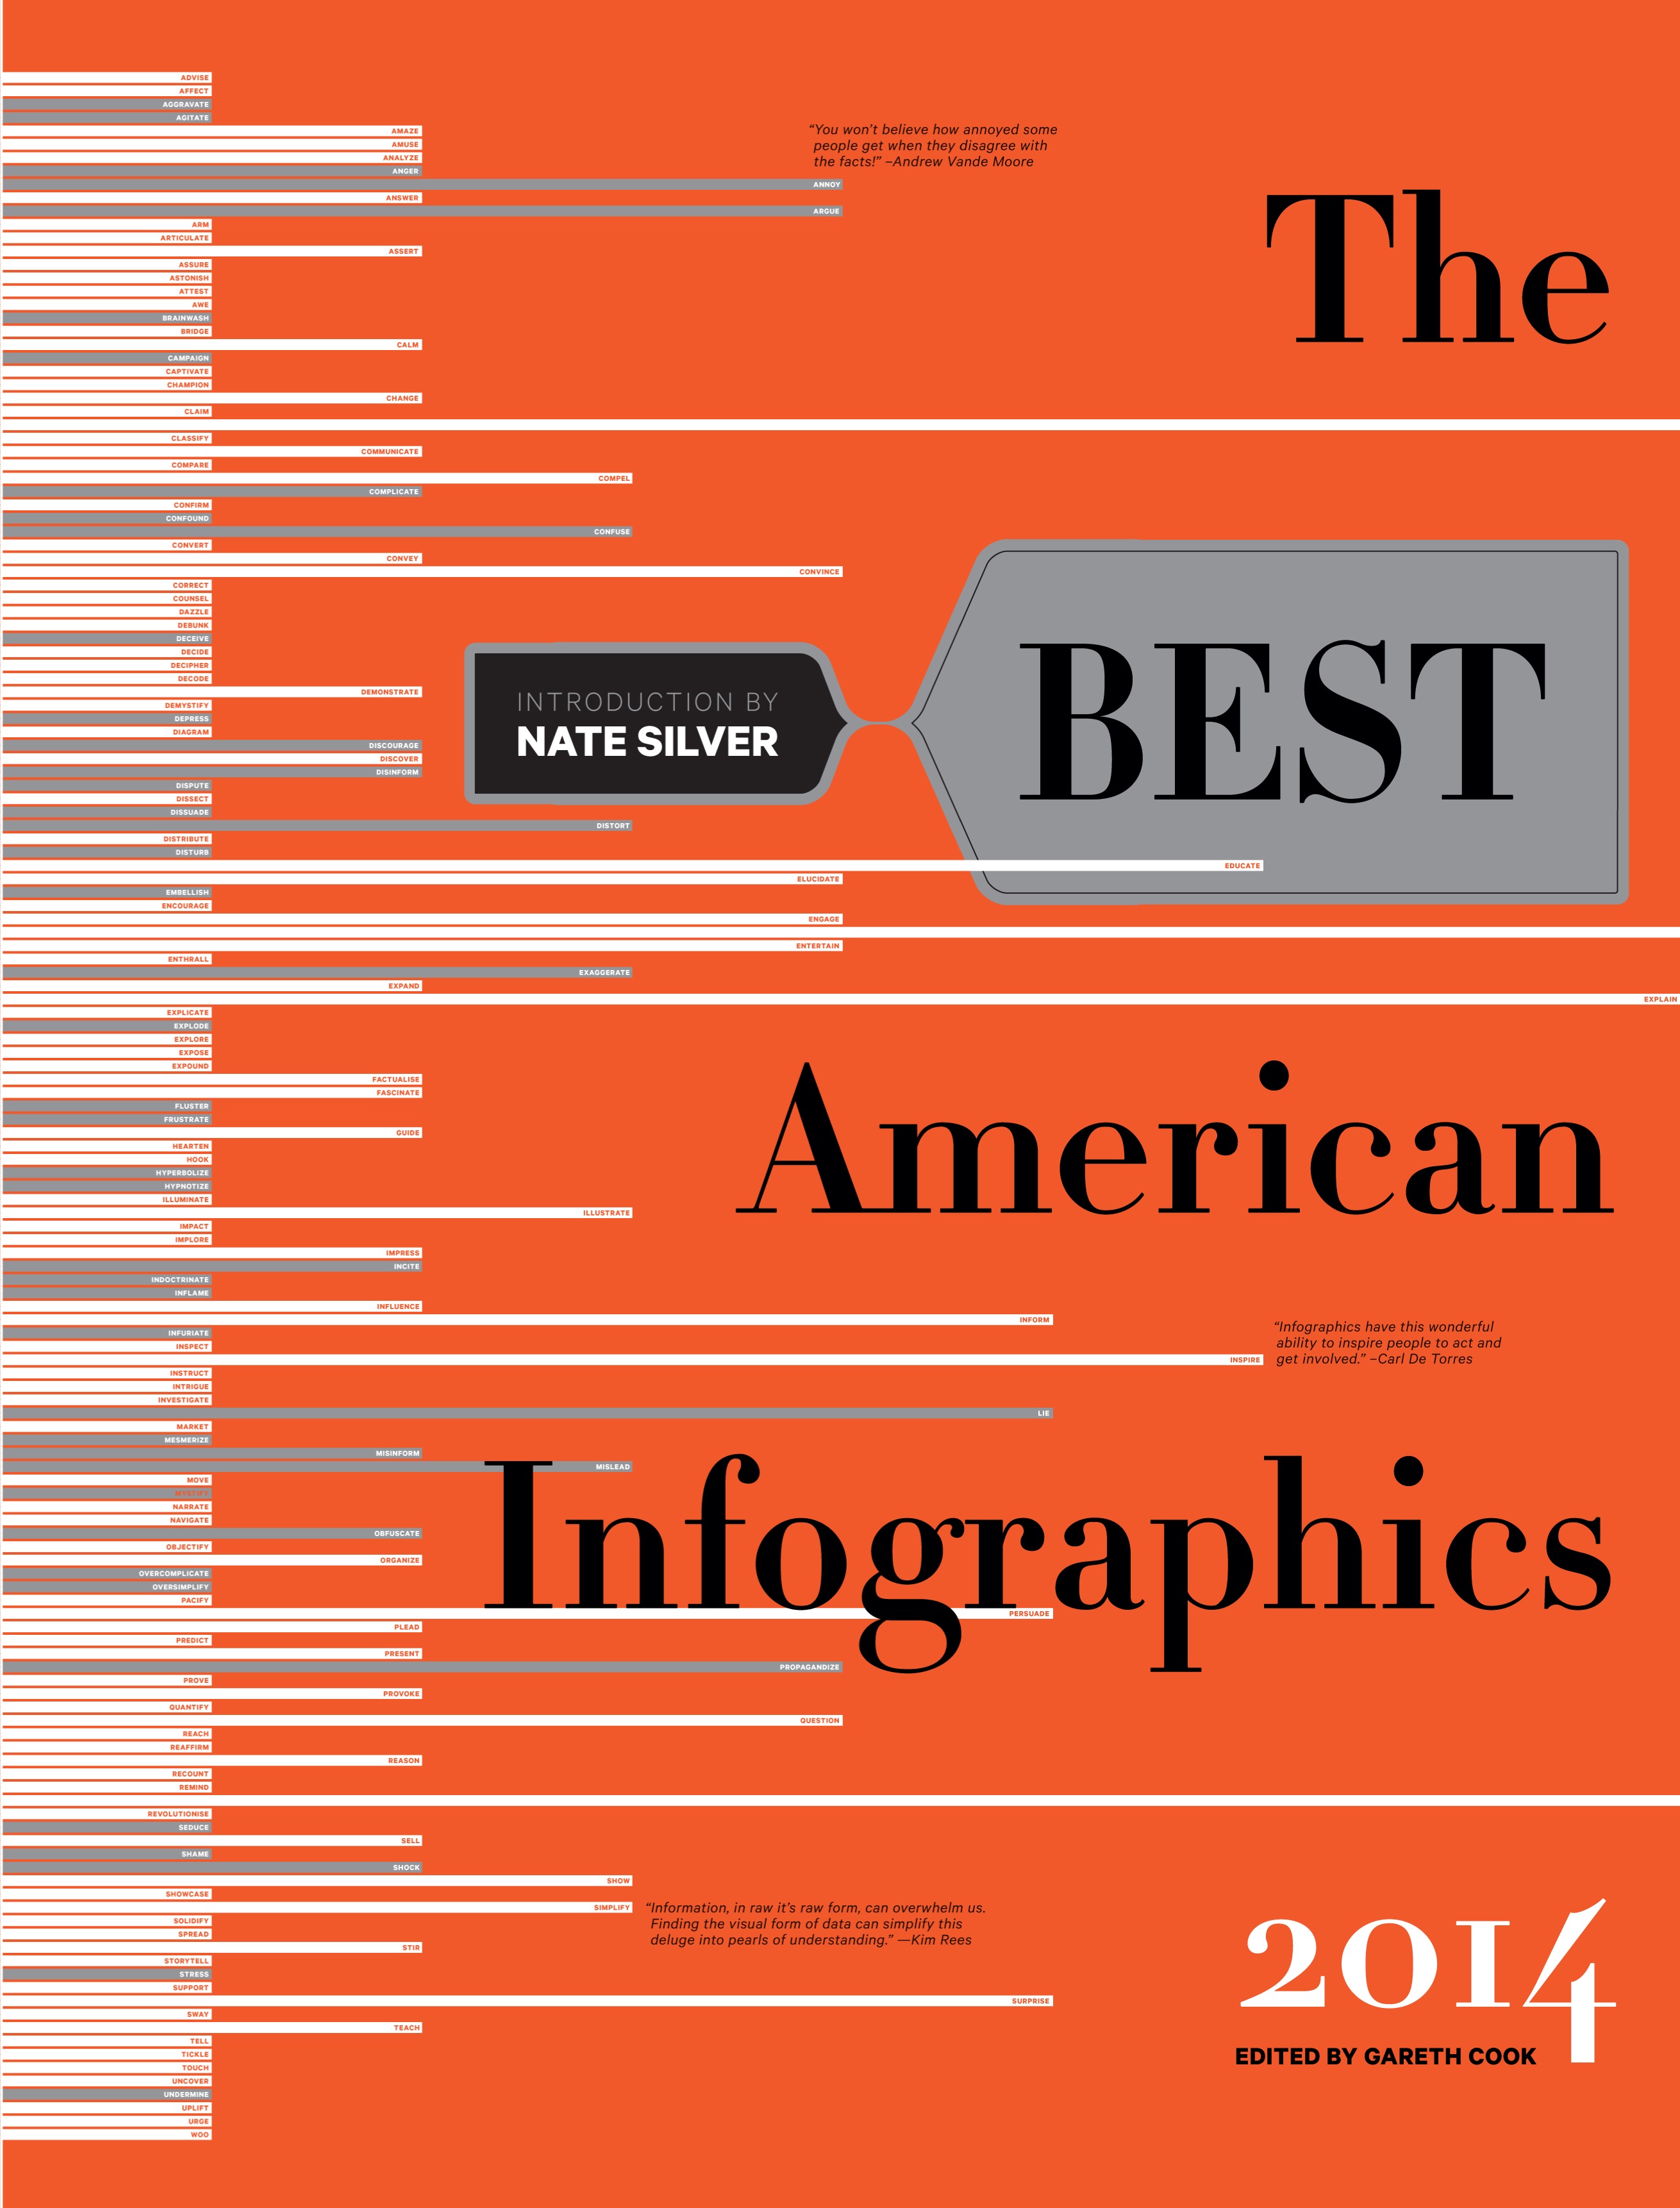 ADVISE
AFFECT
AGGRAVATE
AGITATE
AMAZE
AMUSE
ANALYZE
ANGER
ANNOY
ANSWER
ARGUE
ARM
ARTICULATE
ASSERT
ASSURE
ASTONISH
ATTEST
AWE
BRAINWASH
BRIDGE
CALM
CAMPAIGN
CAPTIVATE
CHAMPION
CHANGE
CLAIM
CLASSIFY
COMMUNICATE
COMPARE
COMPEL
COMPLICATE
CONFIRM
CONFOUND
CONFUSE
CONVERT
CONVEY
CONVINCE
CORRECT
COUNSEL
DAZZLE
DEBUNK
DECEIVE
DECIDE
DECIPHER
DECODE
DEMONSTRATE
DEMYSTIFY
DEPRESS
DIAGRAM
DISCOURAGE
DISCOVER
DISINFORM
DISPUTE
DISSECT
DISSUADE
DISTORT
DISTRIBUTE
DISTURB
EDUCATE
ELUCIDATE
EMBELLISH
ENCOURAGE
ENGAGE
ENTERTAIN
ENTHRALL
EXAGGERATE
EXPAND
EXPLAIN
EXPLICATE
EXPLODE
EXPLORE
EXPOSE
EXPOUND
FACTUALISE
FASCINATE
FLUSTER
FRUSTRATE
GUIDE
HEARTEN
HOOK
HYPERBOLIZE
HYPNOTIZE
ILLUMINATE
ILLUSTRATE
IMPACT
IMPLORE
IMPRESS
INCITE
INDOCTRINATE
INFLAME
INFLUENCE
INFORM
INFURIATE
INSPECT
INSPIRE
INSTRUCT
INTRIGUE
INVESTIGATE
LIE
MARKET
MESMERIZE
MISINFORM
MISLEAD
MOVE
MYSTIFY
NARRATE
NAVIGATE
OBFUSCATE
OBJECTIFY
ORGANIZE
OVERCOMPLICATE
OVERSIMPLIFY
PACIFY
PERSUADE
PLEAD
PREDICT
PRESENT
PROPAGANDIZE
PROVE
PROVOKE
QUANTIFY
QUESTION
REACH
REAFFIRM
REASON
RECOUNT
REMIND
REVOLUTIONISE
SEDUCE
SELL
SHAME
SHOCK
SHOW
SHOWCASE
SIMPLIFY
SOLIDIFY
SPREAD
STIR
STORYTELL
STRESS
SUPPORT
SURPRISE
SWAY
TEACH
TELL
TICKLE
TOUCH
UNCOVER
UNDERMINE
UPLIFT
URGE
WOO
“You won’t believe how annoyed some
people get when they disagree with
the facts!” –Andrew Vande Moore
The
INTRODUCTION BY
NATE SILVER
BEST
American
“Infographics have this wonderful
ability to inspire people to act and
get involved.” –Carl De Torres
Infographics
“Information, in raw it’s raw form, can overwhelm us.
Finding the visual form of data can simplify this
deluge into pearls of understanding.” —Kim Rees
2014
EDITED BY GARETH COOK